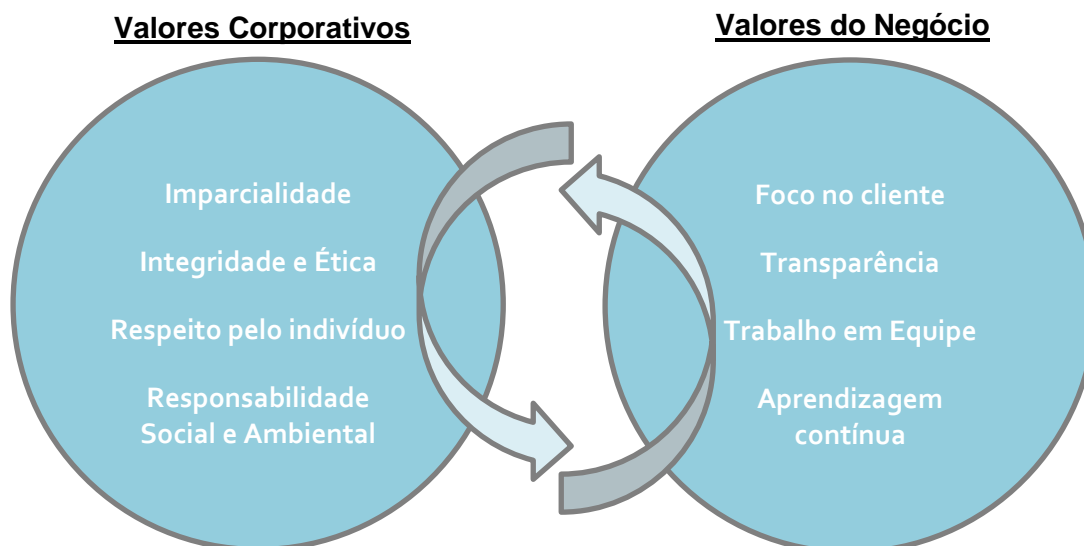 Valores Corporativos
Imparcialidade
Integridade e Ética
Respeito pelo indivíduo
Responsabilidade
Social e Ambiental
Valores do Negócio
Foco no cliente
Transparência
Trabalho em Equipe
Aprendizagem
contínua